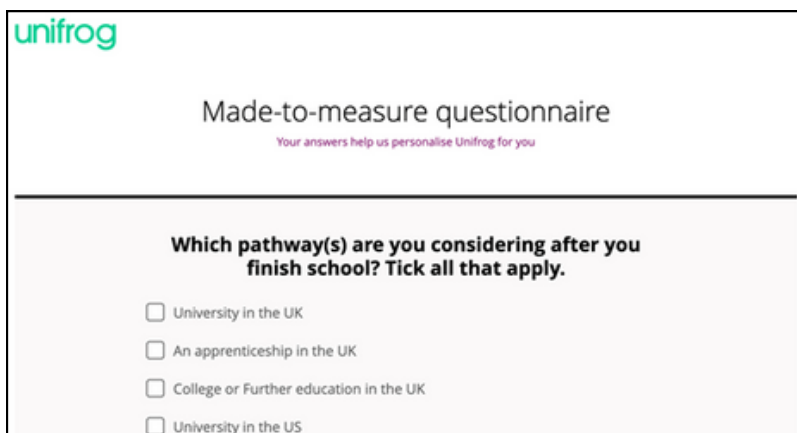 unifrog
Made-to-measure questionnaire
Your answers help us personalise Unifrog for you
Which pathway(s) are you considering after you
finish school? Tick all that apply.
University in the UK
An apprenticeship in the UK
College or Further education in the UK
University in the US